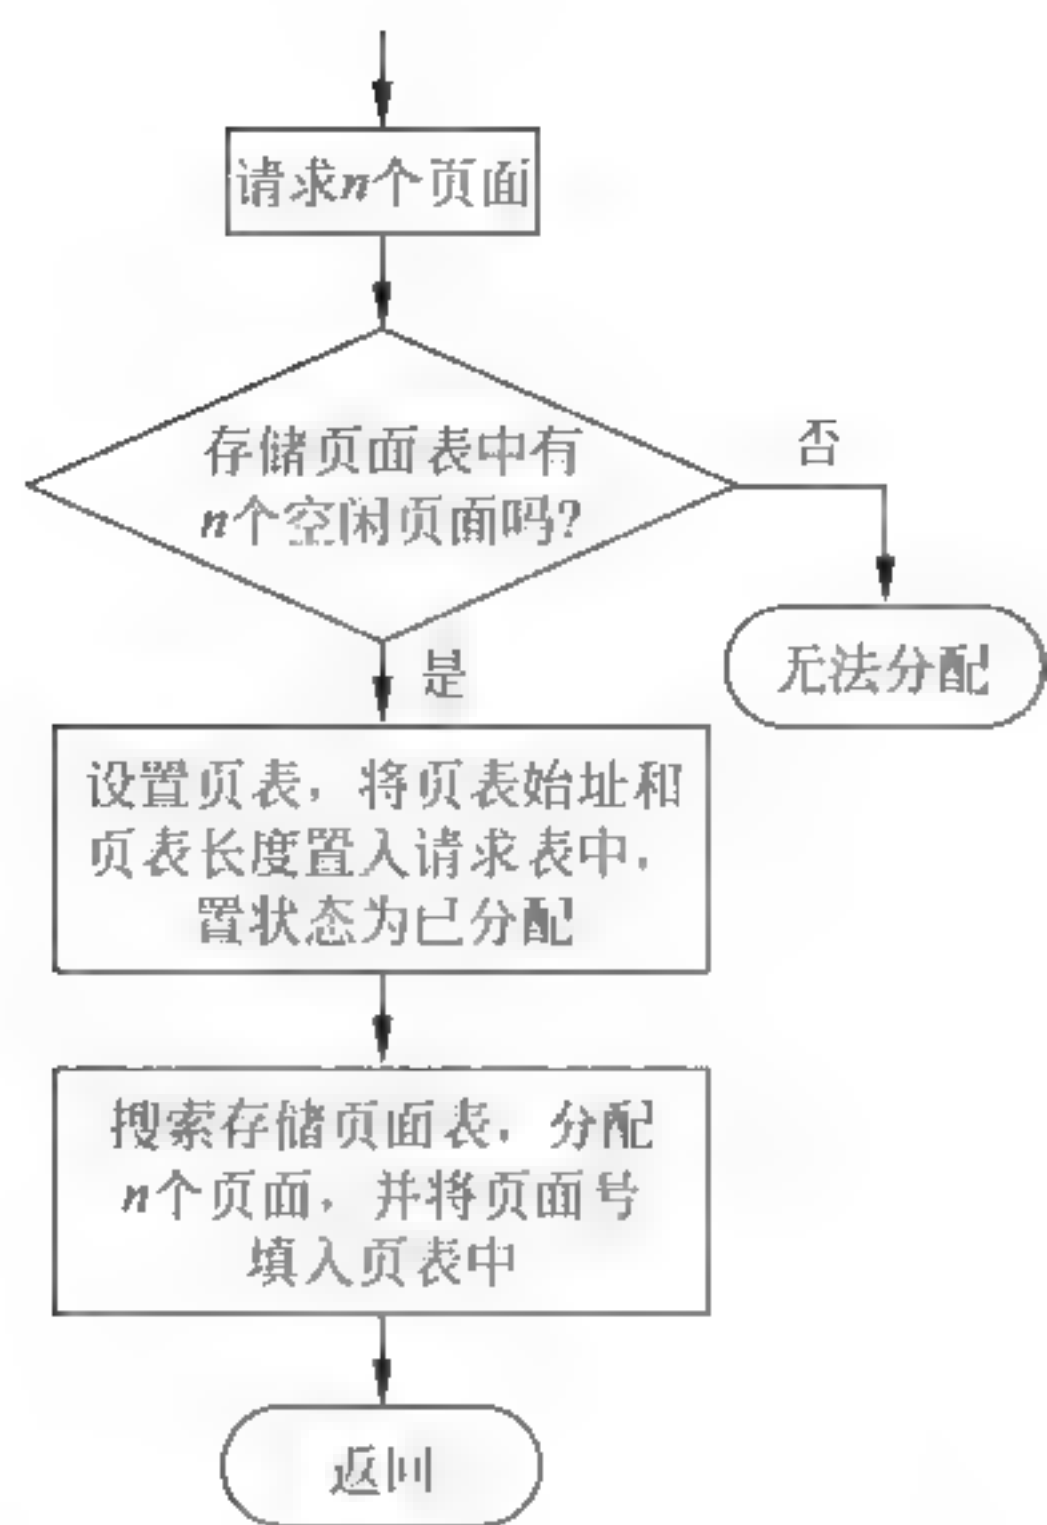 请求n个页面
存储页面表中有
n个空闲页面吗?
否
是
无法分配
设置页表，将页表始址和
页表长度置入请求表中，
置状态为已分配
搜索存储页面表，分配
n个页面，并将页面号
填入页表中
返回